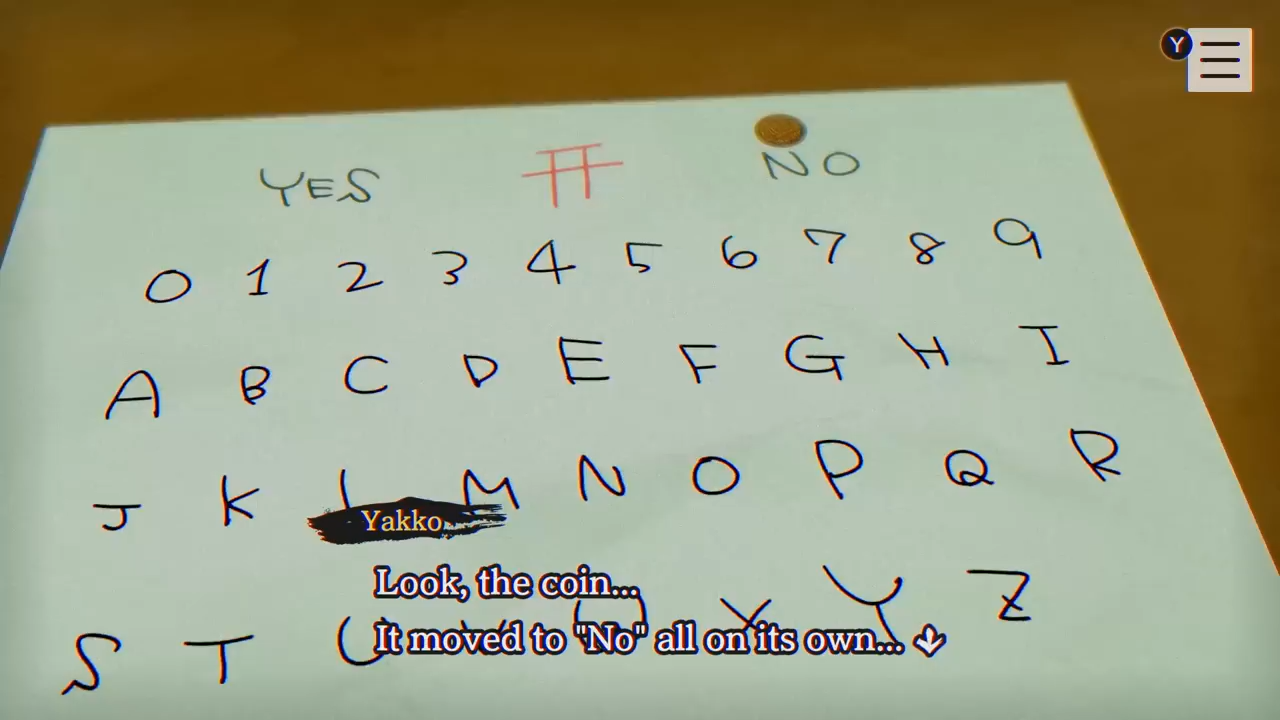 Y
YES NO
0 1 2 3 4 5 6 7 8 9
A B C D E F G H I
J K L M N O P Q R
Yakko
Look, the coin...
S T U V W X Y Z
It moved to "No" all on its own...